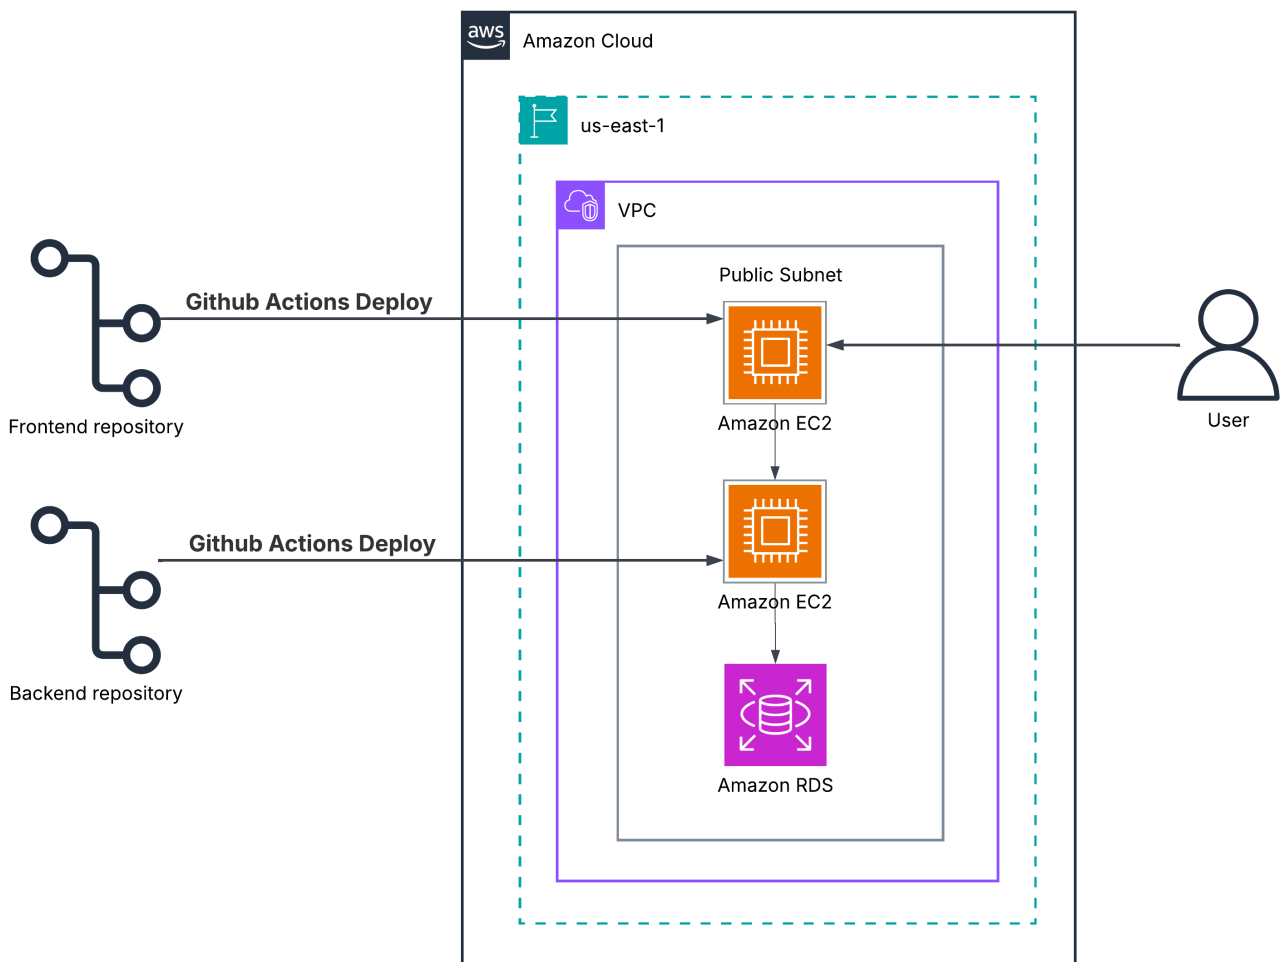 aws
Amazon Cloud
us-east-1
VPC
Public Subnet
Github Actions Deploy
Amazon EC2
User
Frontend repository
Github Actions Deploy
Amazon EC2
Backend repository
Amazon RDS